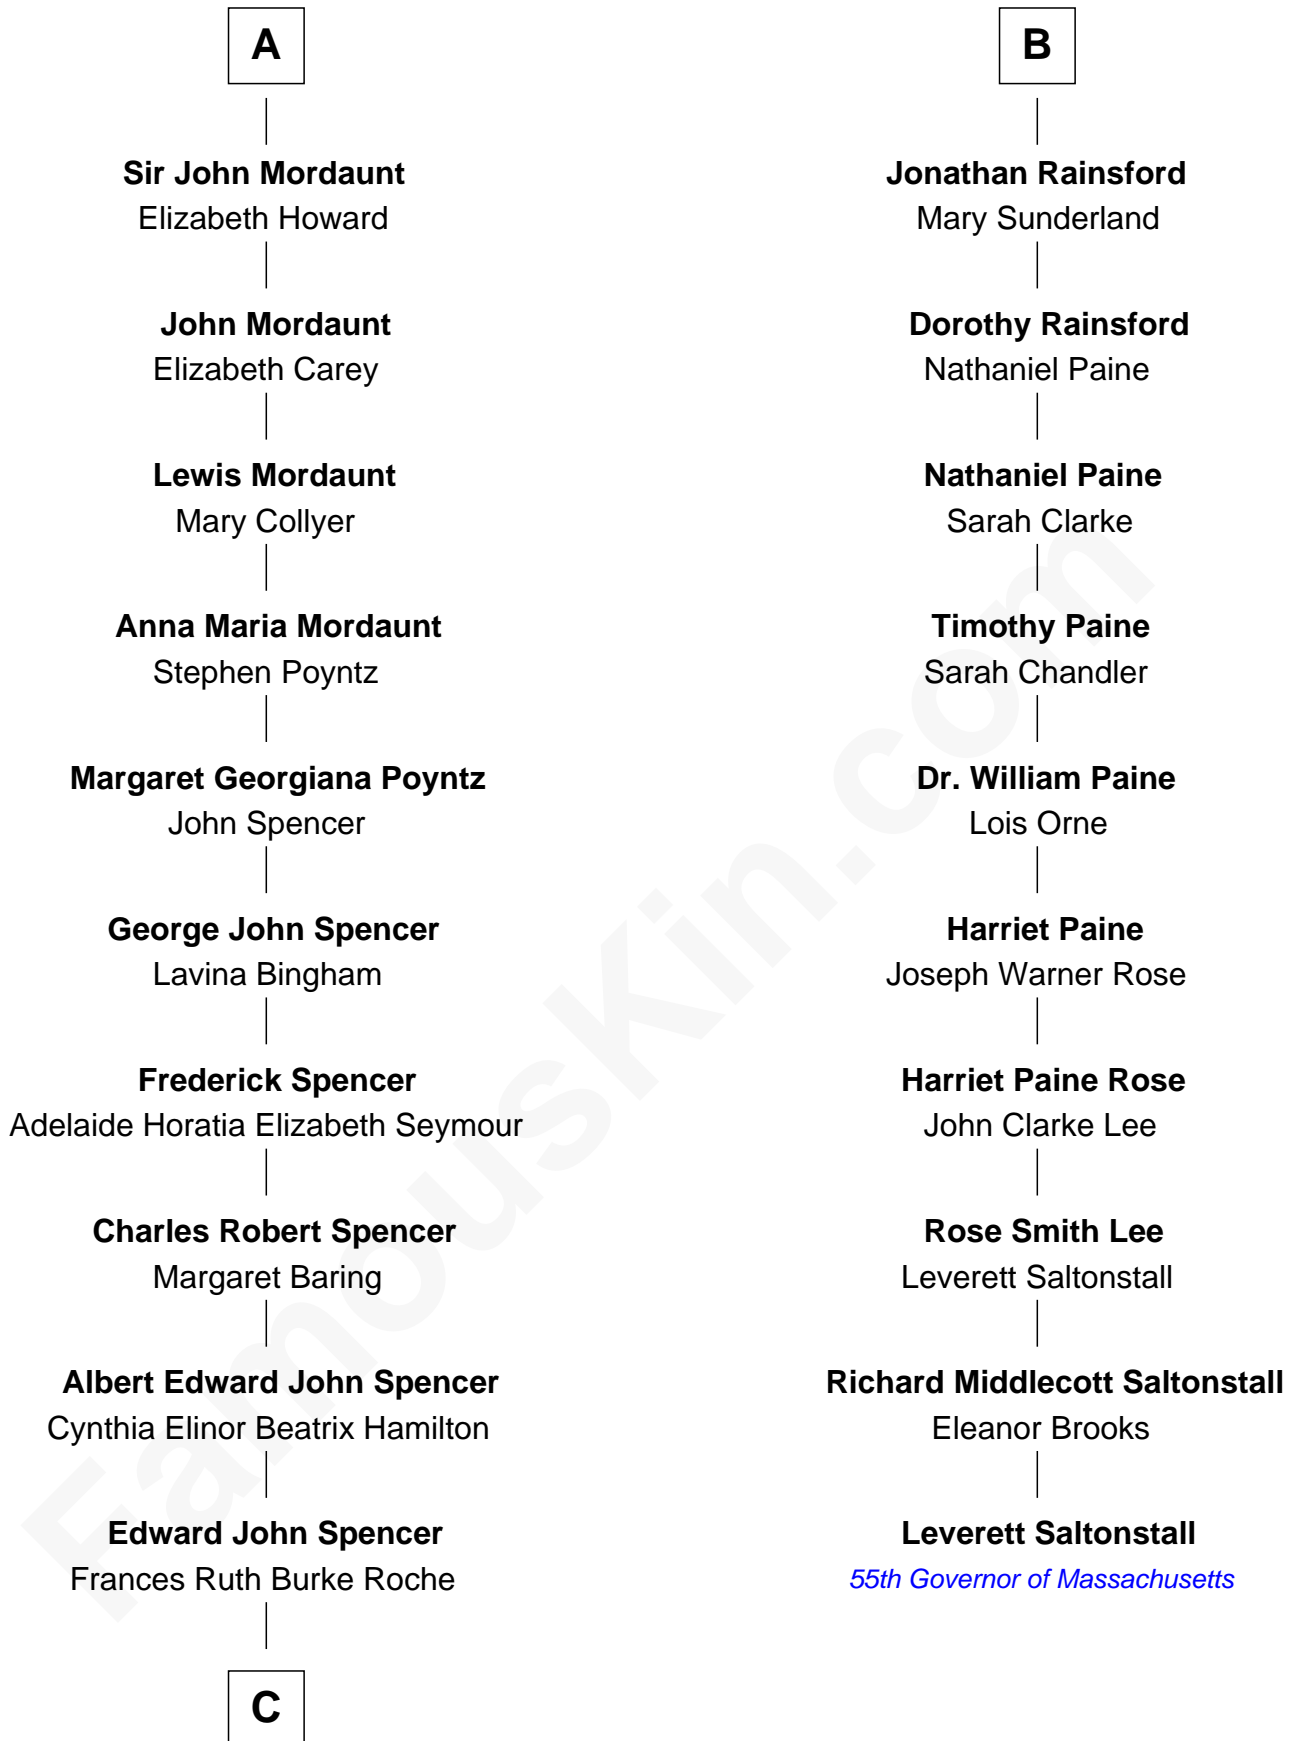 A
Sir John Mordaunt
Elizabeth Howard
John Mordaunt
Elizabeth Carey
Lewis Mordaunt
Mary Collyer
Anna Maria Mordaunt
Stephen Poyntz
Margaret Georgiana Poyntz
John Spencer
George John Spencer
Lavina Bingham
Frederick Spencer
Adelaide Horatia Elizabeth Seymour
Charles Robert Spencer
Margaret Baring
Albert Edward John Spencer
Cynthia Elinor Beatrix Hamilton
Edward John Spencer
Frances Ruth Burke Roche
C
B
Jonathan Rainsford
Mary Sunderland
Dorothy Rainsford
Nathaniel Paine
Nathaniel Paine
Sarah Clarke
Timothy Paine
Sarah Chandler
Dr. William Paine
Lois Orne
Harriet Paine
Joseph Warner Rose
Harriet Paine Rose
John Clarke Lee
Rose Smith Lee
Leverett Saltonstall
Richard Middlecott Saltonstall
Eleanor Brooks
Leverett Saltonstall
55th Governor of Massachusetts
FamousKin.com